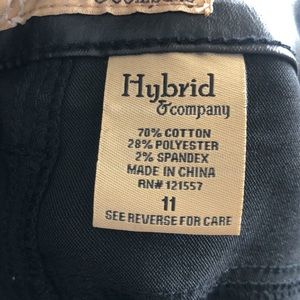 Hybrid
& company
70% COTTON
28% POLYESTER
2% SPANDEX
MADE IN CHINA
RN# 121557
11
SEE REVERSE FOR CARE